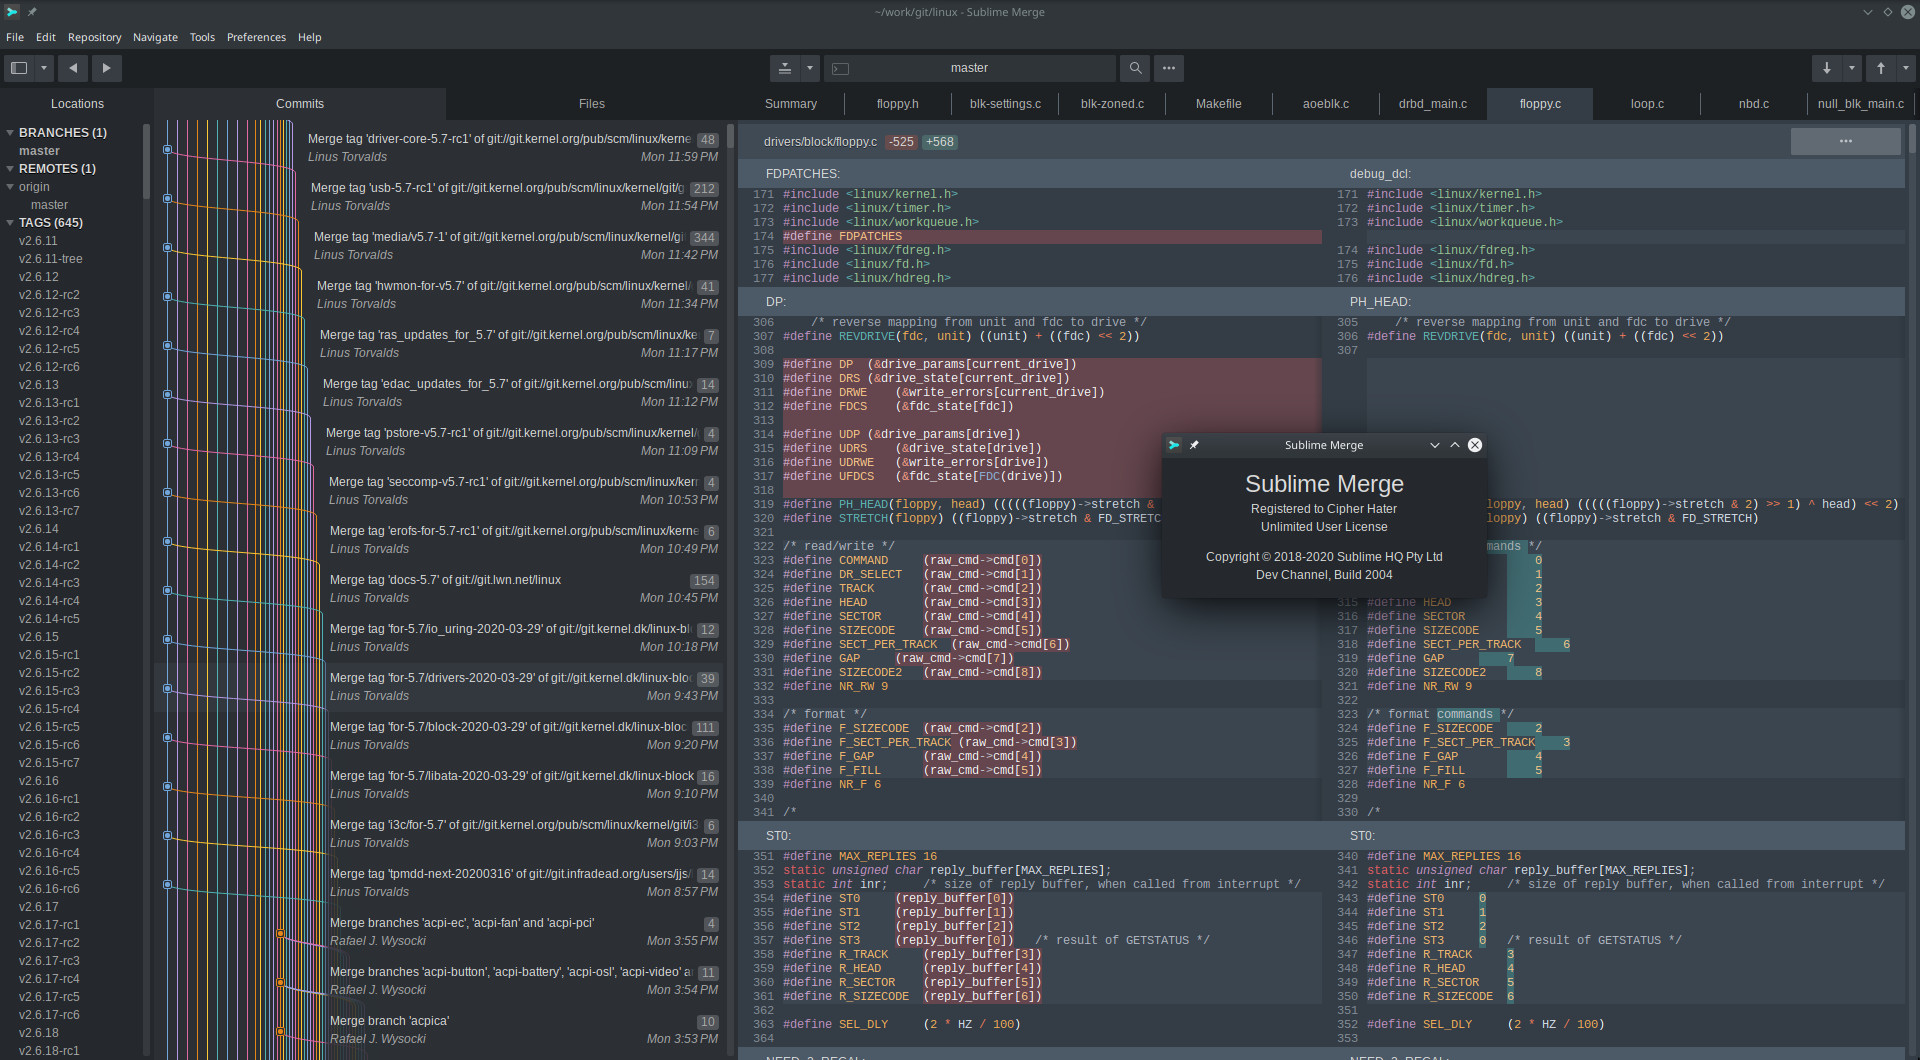 ~/work/git/linux - Sublime Merge
File Edit Repository Navigate Tools Preferences Help
master
Locations
Commits
Files
Summary floppy.h blk-settings.c blk-zoned.c Makefile aoeblk.c drbd_main.c floppy.c loop.c nbd.c null_blk_main.c
BRANCHES (1)
master
REMOTES (1)
origin
master
TAGS (645)
v2.6.11
v2.6.11-tree
v2.6.12
v2.6.12-rc2
v2.6.12-rc3
v2.6.12-rc4
v2.6.12-rc5
v2.6.12-rc6
v2.6.13
v2.6.13-rc1
v2.6.13-rc2
v2.6.13-rc3
v2.6.13-rc4
v2.6.13-rc5
v2.6.13-rc6
v2.6.13-rc7
v2.6.14
v2.6.14-rc1
v2.6.14-rc2
v2.6.14-rc3
v2.6.14-rc4
v2.6.14-rc5
v2.6.15
v2.6.15-rc1
v2.6.15-rc2
v2.6.15-rc3
v2.6.15-rc4
v2.6.15-rc5
v2.6.15-rc6
v2.6.15-rc7
v2.6.16
v2.6.16-rc1
v2.6.16-rc2
v2.6.16-rc3
v2.6.16-rc4
v2.6.16-rc5
v2.6.16-rc6
v2.6.17
v2.6.17-rc1
v2.6.17-rc2
v2.6.17-rc3
v2.6.17-rc4
v2.6.17-rc5
v2.6.17-rc6
v2.6.18
v2.6.18-rc1
Merge tag 'driver-core-5.7-rc1' of git://git.kernel.org/pub/scm/linux/kerne 48
Linus Torvalds Mon 11:59 PM
Merge tag 'usb-5.7-rc1' of git://git.kernel.org/pub/scm/linux/kernel/git/g 212
Linus Torvalds Mon 11:54 PM
Merge tag 'media/v5.7-1' of git://git.kernel.org/pub/scm/linux/kernel/gi 344
Linus Torvalds Mon 11:42 PM
Merge tag 'hwmon-for-v5.7' of git://git.kernel.org/pub/scm/linux/kernel/ 41
Linus Torvalds Mon 11:34 PM
Merge tag 'ras_updates_for_5.7' of git://git.kernel.org/pub/scm/linux/ke 7
Linus Torvalds Mon 11:17 PM
Merge tag 'edac_updates_for_5.7' of git://git.kernel.org/pub/scm/linu 14
Linus Torvalds Mon 11:12 PM
Merge tag 'pstore-v5.7-rc1' of git://git.kernel.org/pub/scm/linux/kernel/ 4
Linus Torvalds Mon 11:09 PM
Merge tag 'seccomp-v5.7-rc1' of git://git.kernel.org/pub/scm/linux/ker 4
Linus Torvalds Mon 10:53 PM
Merge tag 'erofs-for-5.7-rc1' of git://git.kernel.org/pub/scm/linux/kerne 6
Linus Torvalds Mon 10:49 PM
Merge tag 'docs-5.7' of git://git.lwn.net/linux 154
Linus Torvalds Mon 10:45 PM
Merge tag 'for-5.7/io_uring-2020-03-29' of git://git.kernel.dk/linux-bl 12
Linus Torvalds Mon 10:18 PM
Merge tag 'for-5.7/drivers-2020-03-29' of git://git.kernel.dk/linux-bloc 39
Linus Torvalds Mon 9:43 PM
Merge tag 'for-5.7/block-2020-03-29' of git://git.kernel.dk/linux-bloc 111
Linus Torvalds Mon 9:20 PM
Merge tag 'for-5.7/libata-2020-03-29' of git://git.kernel.dk/linux-block 16
Linus Torvalds Mon 9:10 PM
Merge tag 'i3c/for-5.7' of git://git.kernel.org/pub/scm/linux/kernel/git/i3 6
Linus Torvalds Mon 9:03 PM
Merge tag 'tpmdd-next-20200316' of git://git.infradead.org/users/jjs/ 14
Linus Torvalds Mon 8:57 PM
Merge branches 'acpi-ec', 'acpi-fan' and 'acpi-pci' 4
Rafael J. Wysocki Mon 3:55 PM
Merge branches 'acpi-button', 'acpi-battery', 'acpi-osl', 'acpi-video' a 11
Rafael J. Wysocki Mon 3:54 PM
Merge branch 'acpica' 10
Rafael J. Wysocki Mon 3:53 PM
drivers/block/floppy.c -525 +568
FDPATCHES:
171 #include <linux/kernel.h>
172 #include <linux/timer.h>
173 #include <linux/workqueue.h>
174 #define FDPATCHES
175 #include <linux/fdreg.h>
176 #include <linux/fd.h>
177 #include <linux/hdreg.h>
DP:
306 /* reverse mapping from unit and fdc to drive */
307 #define REVDRIVE(fdc, unit) ((unit) + ((fdc) << 2))
308
309 #define DP (&drive_params[current_drive])
310 #define DRS (&drive_state[current_drive])
311 #define DRWE (&write_errors[current_drive])
312 #define FDCS (&fdc_state[fdc])
313
314 #define UDP (&drive_params[drive])
315 #define UDRS (&drive_state[drive])
316 #define UDRWE (&write_errors[drive])
317 #define UFDCS (&fdc_state[FDC(drive)])
318
319 #define PH_HEAD(floppy, head) (((((floppy)->stretch &
320 #define STRETCH(floppy) ((floppy)->stretch & FD_STRETC
321
322 /* read/write */
323 #define COMMAND (raw_cmd->cmd[0])
324 #define DR_SELECT (raw_cmd->cmd[1])
325 #define TRACK (raw_cmd->cmd[2])
326 #define HEAD (raw_cmd->cmd[3])
327 #define SECTOR (raw_cmd->cmd[4])
328 #define SIZECODE (raw_cmd->cmd[5])
329 #define SECT_PER_TRACK (raw_cmd->cmd[6])
330 #define GAP (raw_cmd->cmd[7])
331 #define SIZECODE2 (raw_cmd->cmd[8])
332 #define NR_RW 9
333
334 /* format */
335 #define F_SIZECODE (raw_cmd->cmd[2])
336 #define F_SECT_PER_TRACK (raw_cmd->cmd[3])
337 #define F_GAP (raw_cmd->cmd[4])
338 #define F_FILL (raw_cmd->cmd[5])
339 #define NR_F 6
340
341 /*
ST0:
351 #define MAX_REPLIES 16
352 static unsigned char reply_buffer[MAX_REPLIES];
353 static int inr; /* size of reply buffer, when called from interrupt */
354 #define ST0 (reply_buffer[0])
355 #define ST1 (reply_buffer[1])
356 #define ST2 (reply_buffer[2])
357 #define ST3 (reply_buffer[0]) /* result of GETSTATUS */
358 #define R_TRACK (reply_buffer[3])
359 #define R_HEAD (reply_buffer[4])
360 #define R_SECTOR (reply_buffer[5])
361 #define R_SIZECODE (reply_buffer[6])
362
363 #define SEL_DLY (2 * HZ / 100)
364
debug_dcl:
171 #include <linux/kernel.h>
172 #include <linux/timer.h>
173 #include <linux/workqueue.h>
174 #include <linux/fdreg.h>
175 #include <linux/fd.h>
176 #include <linux/hdreg.h>
PH_HEAD:
305 /* reverse mapping from unit and fdc to drive */
306 #define REVDRIVE(fdc, unit) ((unit) + ((fdc) << 2))
307
loppy, head) (((((floppy)->stretch & 2) >> 1) ^ head) << 2)
loppy) ((floppy)->stretch & FD_STRETCH)
mands */
0
1
2
315 #define HEAD 3
316 #define SECTOR 4
317 #define SIZECODE 5
318 #define SECT_PER_TRACK 6
319 #define GAP 7
320 #define SIZECODE2 8
321 #define NR_RW 9
322
323 /* format commands */
324 #define F_SIZECODE 2
325 #define F_SECT_PER_TRACK 3
326 #define F_GAP 4
327 #define F_FILL 5
328 #define NR_F 6
329
330 /*
ST0:
340 #define MAX_REPLIES 16
341 static unsigned char reply_buffer[MAX_REPLIES];
342 static int inr; /* size of reply buffer, when called from interrupt */
343 #define ST0 0
344 #define ST1 1
345 #define ST2 2
346 #define ST3 0 /* result of GETSTATUS */
347 #define R_TRACK 3
348 #define R_HEAD 4
349 #define R_SECTOR 5
350 #define R_SIZECODE 6
351
352 #define SEL_DLY (2 * HZ / 100)
353
Sublime Merge
Sublime Merge
Registered to Cipher Hater
Unlimited User License
Copyright © 2018-2020 Sublime HQ Pty Ltd
Dev Channel, Build 2004